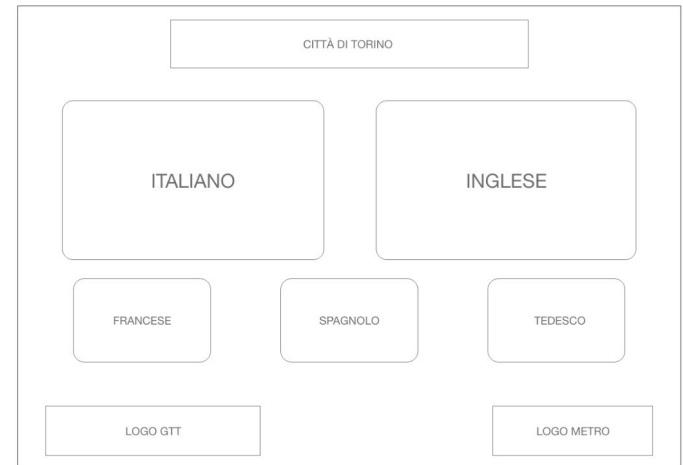 CITTÀ DI TORINO
ITALIANO
INGLESE
FRANCESE
SPAGNOLO
TEDESCO
LOGO GTT
LOGO METRO